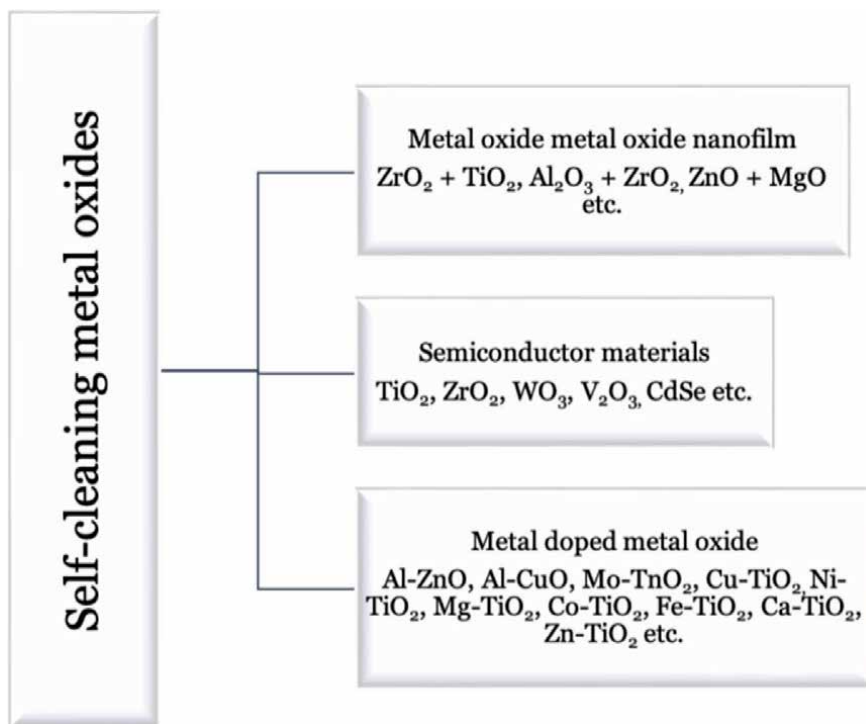 Self-cleaning metal oxides
Metal oxide metal oxide nanofilm
ZrO₂ + TiO₂, Al₂O₃ + ZrO₂, ZnO + MgO
etc.
Semiconductor materials
TiO₂, ZrO₂, WO₃, V₂O₃, CdSe etc.
Metal doped metal oxide
Al-ZnO, Al-CuO, Mo-TnO₂, Cu-TiO₂, Ni-
TiO₂, Mg-TiO₂, Co-TiO₂, Fe-TiO₂, Ca-TiO₂,
Zn-TiO₂ etc.